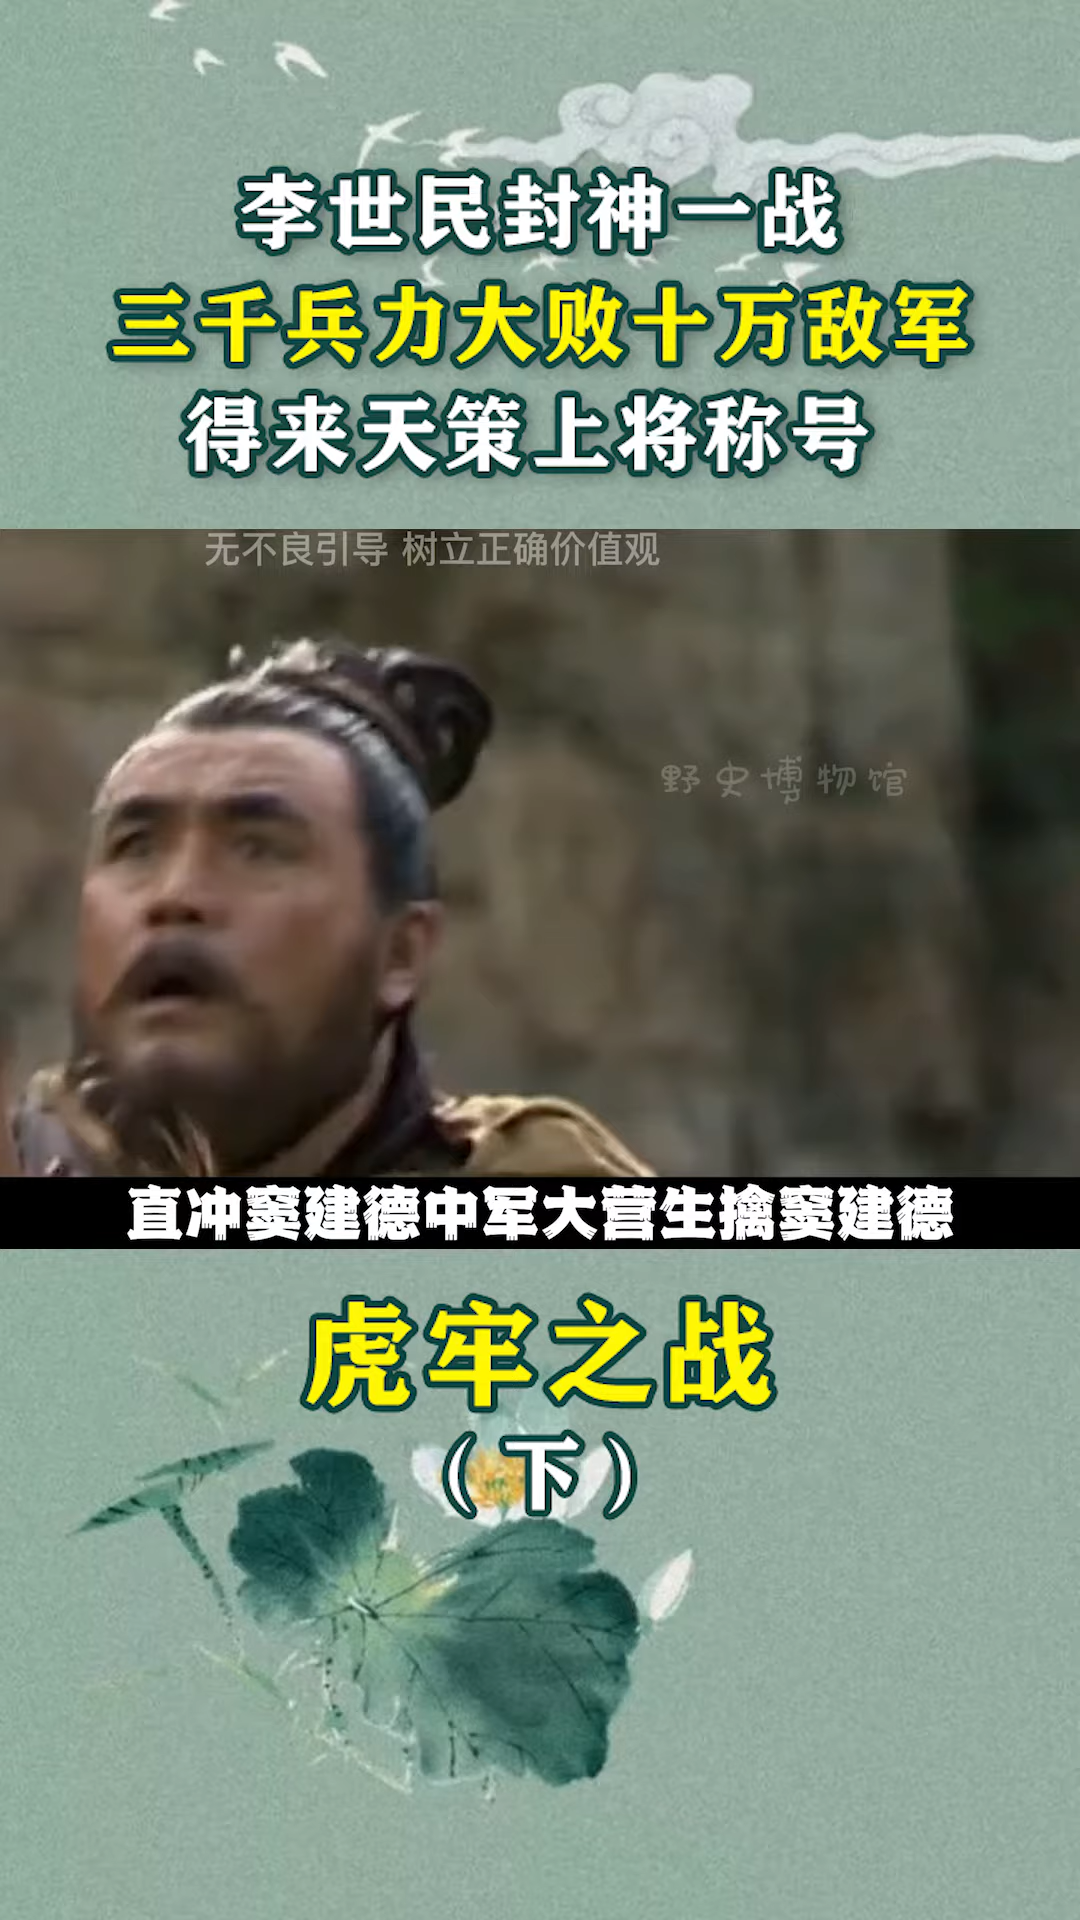 李世民封神一战
三千兵力大败十万敌军
得来天策上将称号
无不良引导 树立正确价值观
野史博物馆
直冲窦建德中军大营生擒窦建德
虎牢之战
（下）